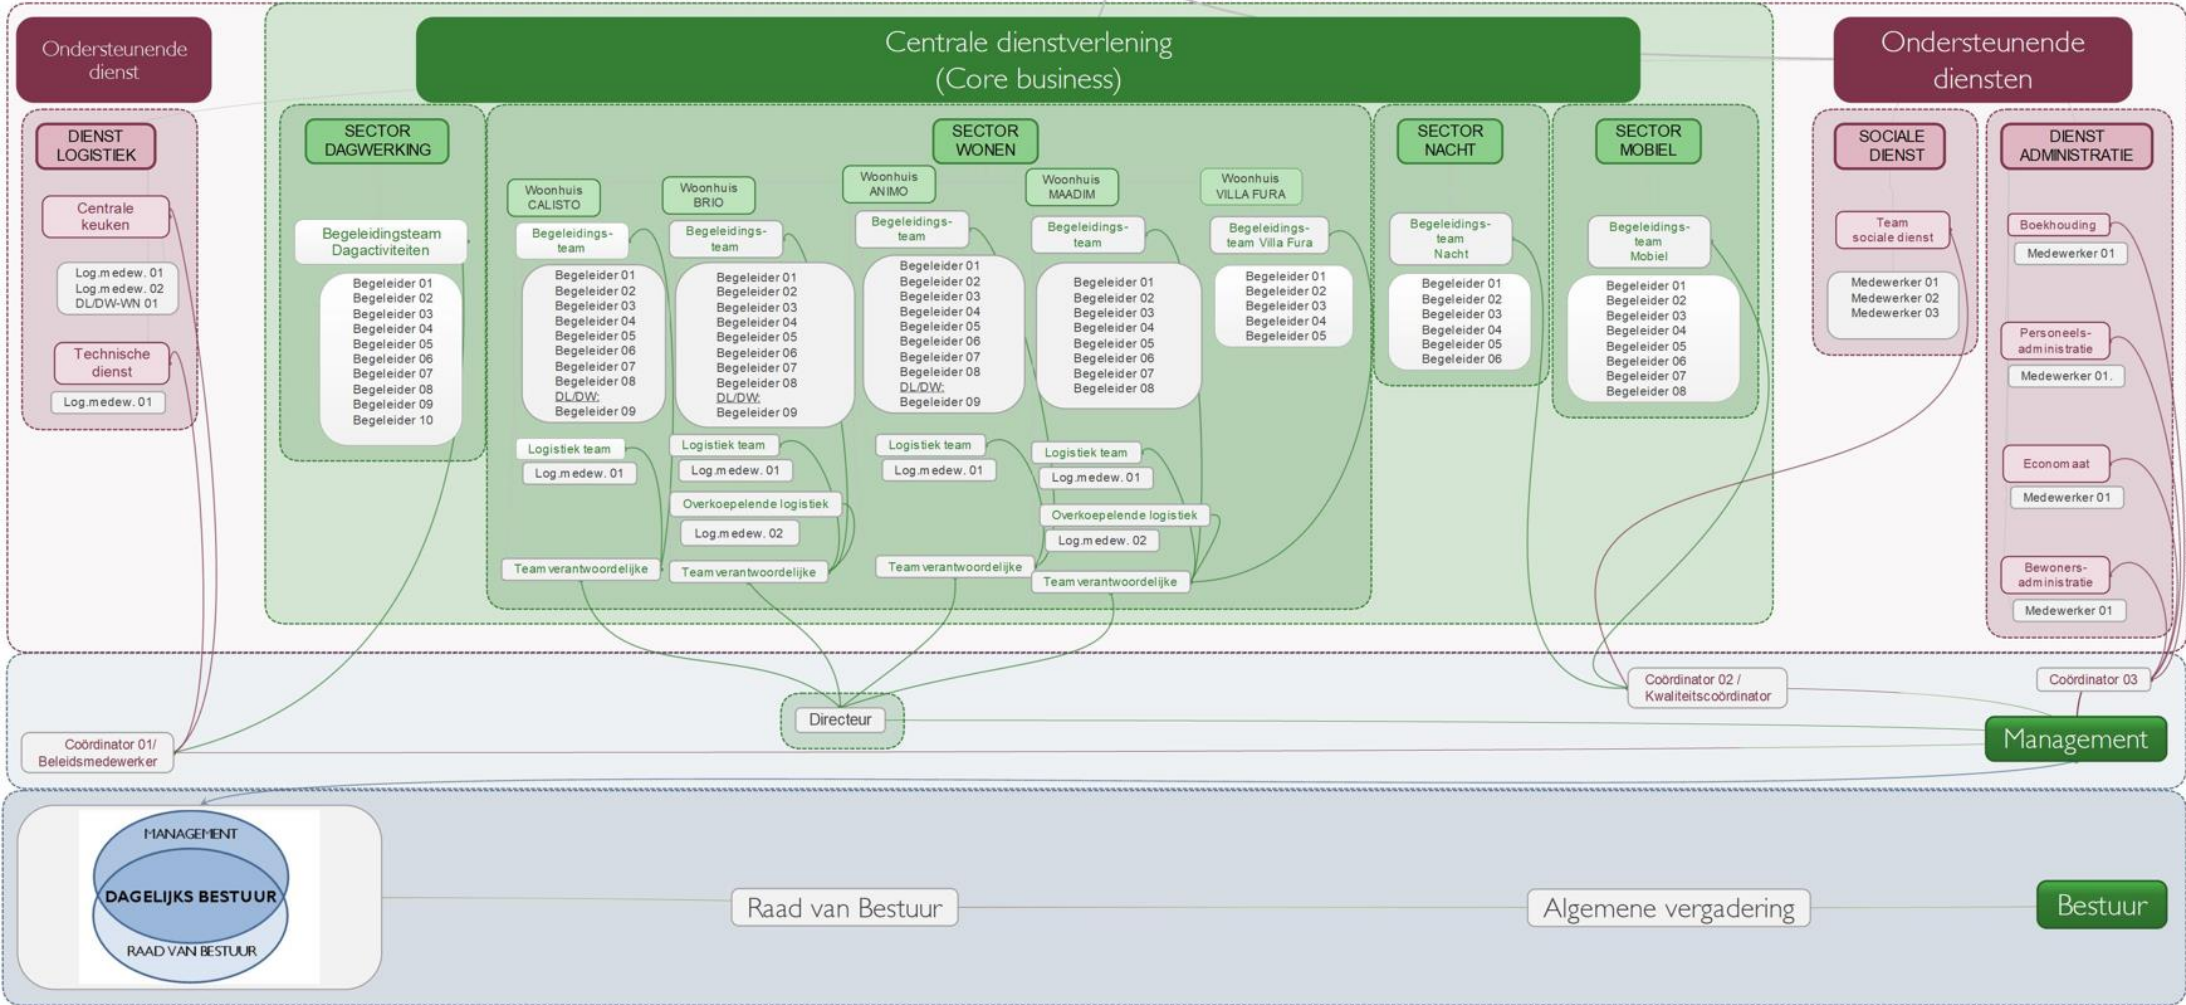 Ondersteunende
dienst
Centrale dienstverlening
(Core business)
Ondersteunende
diensten
DIENST
LOGISTIEK
Centrale
keuken
Log.medew. 01
Log.medew. 02
DL/DW-WN 01
Technische
dienst
Log.medew. 01
SECTOR
DAGWERKING
Begeleidingsteam
Dagactiviteiten
Begeleider 01
Begeleider 02
Begeleider 03
Begeleider 04
Begeleider 05
Begeleider 06
Begeleider 07
Begeleider 08
Begeleider 09
Begeleider 10
SECTOR
WONEN
Woonhuis
CALISTO
Begeleidings-
team
Begeleider 01
Begeleider 02
Begeleider 03
Begeleider 04
Begeleider 05
Begeleider 06
Begeleider 07
Begeleider 08
DL/DW:
Begeleider 09
Logistiek team
Log.medew. 01
Teamverantwoordelijke
Woonhuis
BRIO
Begeleidings-
team
Begeleider 01
Begeleider 02
Begeleider 03
Begeleider 04
Begeleider 05
Begeleider 06
Begeleider 07
Begeleider 08
DL/DW:
Begeleider 09
Logistiek team
Log.medew. 01
Overkoepelende logistiek
Log.medew. 02
Teamverantwoordelijke
Woonhuis
ANIMO
Begeleidings-
team
Begeleider 01
Begeleider 02
Begeleider 03
Begeleider 04
Begeleider 05
Begeleider 06
Begeleider 07
Begeleider 08
DL/DW:
Begeleider 09
Logistiek team
Log.medew. 01
Teamverantwoordelijke
Woonhuis
MAADIM
Begeleidings-
team
Begeleider 01
Begeleider 02
Begeleider 03
Begeleider 04
Begeleider 05
Begeleider 06
Begeleider 07
Begeleider 08
Logistiek team
Log.medew. 01
Overkoepelende logistiek
Log.medew. 02
Teamverantwoordelijke
Woonhuis
VILLA FURA
Begeleidings-
team Villa Fura
Begeleider 01
Begeleider 02
Begeleider 03
Begeleider 04
Begeleider 05
SECTOR
NACHT
Begeleidings-
team
Nacht
Begeleider 01
Begeleider 02
Begeleider 03
Begeleider 04
Begeleider 05
Begeleider 06
SECTOR
MOBIEL
Begeleidings-
team
Mobiel
Begeleider 01
Begeleider 02
Begeleider 03
Begeleider 04
Begeleider 05
Begeleider 06
Begeleider 07
Begeleider 08
SOCIALE
DIENST
Team
sociale dienst
Medewerker 01
Medewerker 02
Medewerker 03
DIENST
ADMINISTRATIE
Boekhouding
Medewerker 01
Personeels-
administratie
Medewerker 01.
Economaat
Medewerker 01
Bewoners-
administratie
Medewerker 01
Coördinator 01/
Beleidsmedewerker
Directeur
Coördinator 02 /
Kwaliteitscoördinator
Coördinator 03
Management
MANAGEMENT
DAGELIJKS BESTUUR
RAAD VAN BESTUUR
Raad van Bestuur
Algemene vergadering
Bestuur